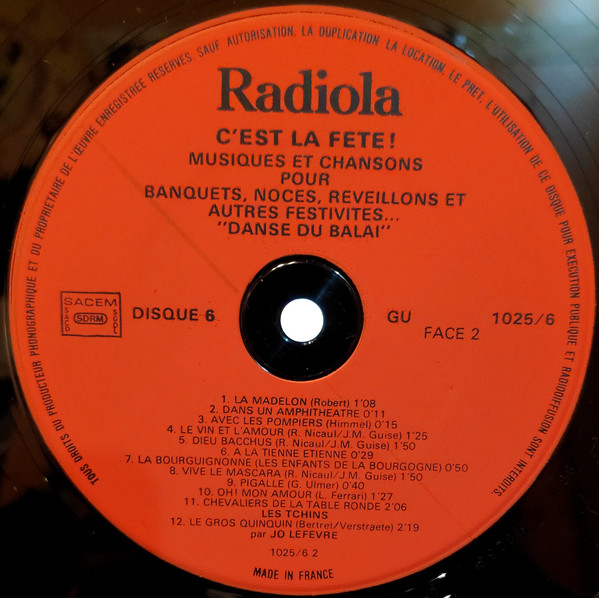 TOUS DROITS DU PRODUCTEUR PHONOGRAPHIQUE ET DU PROPRIETAIRE DE L'ŒUVRE ENREGISTREE RESERVES. SAUF AUTORISATION, LA DUPLICATION, LA LOCATION, LE PRET, L'UTILISATION DE CE DISQUE POUR EXECUTION PUBLIQUE ET RADIODIFFUSION SONT INTERDITS.
Radiola
C'EST LA FETE!
MUSIQUES ET CHANSONS
POUR
BANQUETS, NOCES, REVEILLONS ET
AUTRES FESTIVITES...
"DANSE DU BALAI"
SACEM
SACD SDRM SGDL
DISQUE 6
GU 1025/6
FACE 2
1. LA MADELON (Robert) 1'08
2. DANS UN AMPHITHEATRE 0'11
3. AVEC LES POMPIERS (Himmel) 0'15
4. LE VIN ET L'AMOUR (R. Nicaul/J.M. Guise) 1'25
5. DIEU BACCHUS (R. Nicaul/J.M. Guise) 1'50
6. A LA TIENNE ETIENNE 0'29
7. LA BOURGUIGNONNE (LES ENFANTS DE LA BOURGOGNE) 0'50
8. VIVE LE MASCARA (R. Nicaul/J.M. Guise) 1'50
9. PIGALLE (G. Ulmer) 0'40
10. OH! MON AMOUR (L. Ferrari) 1'27
11. CHEVALIERS DE LA TABLE RONDE 2'06
LES TCHINS
12. LE GROS QUINQUIN (Bertret/Verstraete) 2'19
par JO LEFEVRE
1025/6 2
MADE IN FRANCE